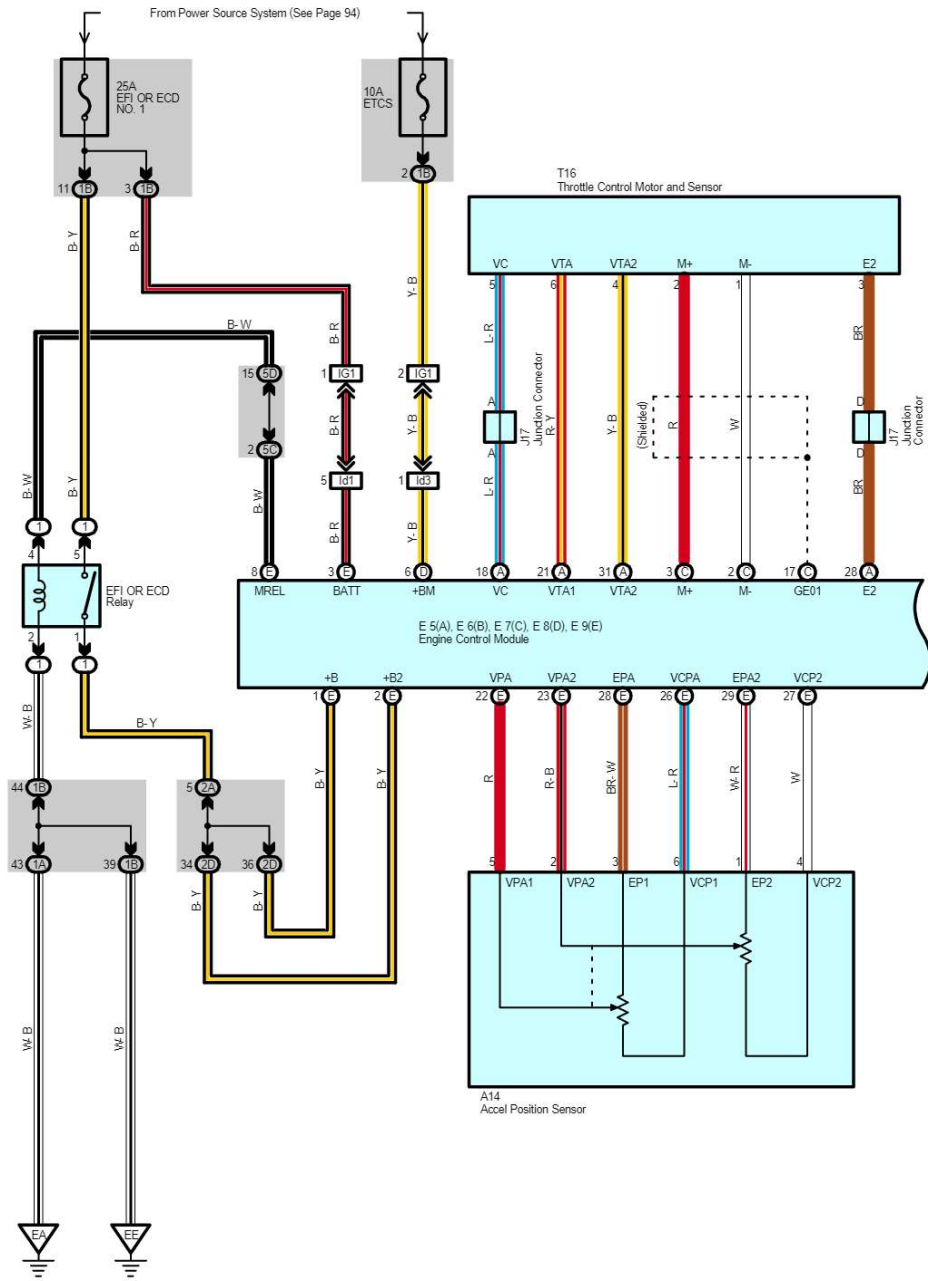 From Power Source System (See Page 94)
25A
EFI OR ECD
NO. 1
10A
ETCS
11 1B
3 1B
2 1B
T16
Throttle Control Motor and Sensor
VC VTA VTA2 M+ M- E2
5 6 4 2 1 3
B-Y
B-R
Y-B
L-R
BR
B-W
B-R
15 5D
1 IG1
2 IG1
A
J17
Junction Connector
R-Y
Y-B
(Shielded)
R
W
D
J17
Junction
Connector
B-R
Y-B
A
D
2 5C
5 Id1
1 Id3
B-W
B-Y
B-W
B-R
Y-B
L-R
BR
1 1
4 5
EFI OR ECD
Relay
2 1
1 1
8 E
3 E
6 D
18 A
21 A
31 A
3 C
2 C
17 C
28 A
MREL BATT +BM VC VTA1 VTA2 M+ M- GE01 E2
E 5(A), E 6(B), E 7(C), E 8(D), E 9(E)
Engine Control Module
+B +B2 VPA VPA2 EPA VCPA EPA2 VCP2
1 E
2 E
22 E
23 E
28 E
26 E
29 E
27 E
W-B
B-Y
B-Y
B-Y
R
R-B
BR-W
L-R
W-R
W
44 1B
5 2A
43 1A
39 1B
34 2D
36 2D
B-Y
B-Y
5 2 3 6 1 4
VPA1 VPA2 EP1 VCP1 EP2 VCP2
W-B
W-B
A14
Accel Position Sensor
EA
EE